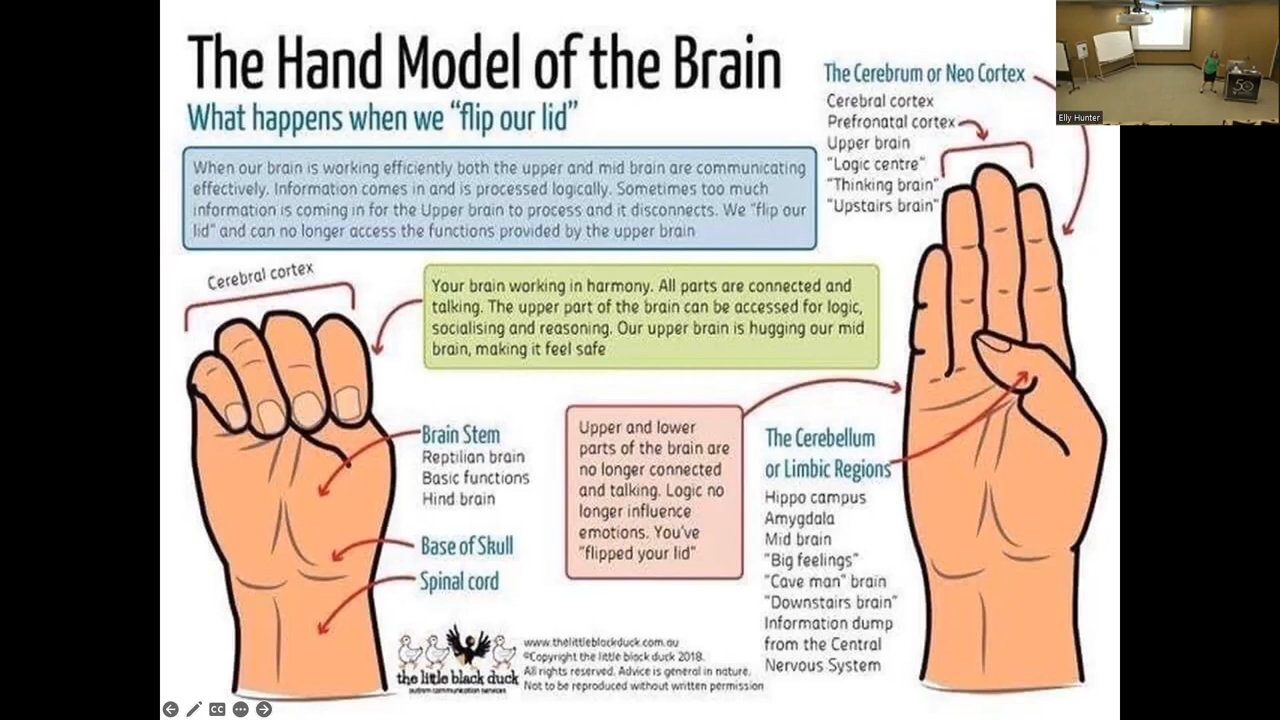 The Hand Model of the Brain
What happens when we "flip our lid"
When our brain is working efficiently both the upper and mid brain are communicating
effectively. Information comes in and is processed logically. Sometimes too much
information is coming in for the Upper brain to process and it disconnects. We "flip our
lid" and can no longer access the functions provided by the upper brain
The Cerebrum or Neo Cortex
Cerebral cortex
Prefronatal cortex
Upper brain
"Logic centre"
"Thinking brain"
"Upstairs brain"
Elly Hunter
50
Cerebral cortex
Your brain working in harmony. All parts are connected and
talking. The upper part of the brain can be accessed for logic,
socialising and reasoning. Our upper brain is hugging our mid
brain, making it feel safe
Brain Stem
Reptilian brain
Basic functions
Hind brain
Base of Skull
Spinal cord
Upper and lower
parts of the brain are
no longer connected
and talking. Logic no
longer influence
emotions. You've
"flipped your lid"
The Cerebellum
or Limbic Regions
Hippo campus
Amygdala
Mid brain
"Big feelings"
"Cave man" brain
"Downstairs brain"
Information dump
from the Central
Nervous System
the little black duck
autism communication services
www.thelittleblackduck.com.au
©Copyright the little black duck 2018.
All rights reserved. Advice is general in nature.
Not to be reproduced without written permission
CC